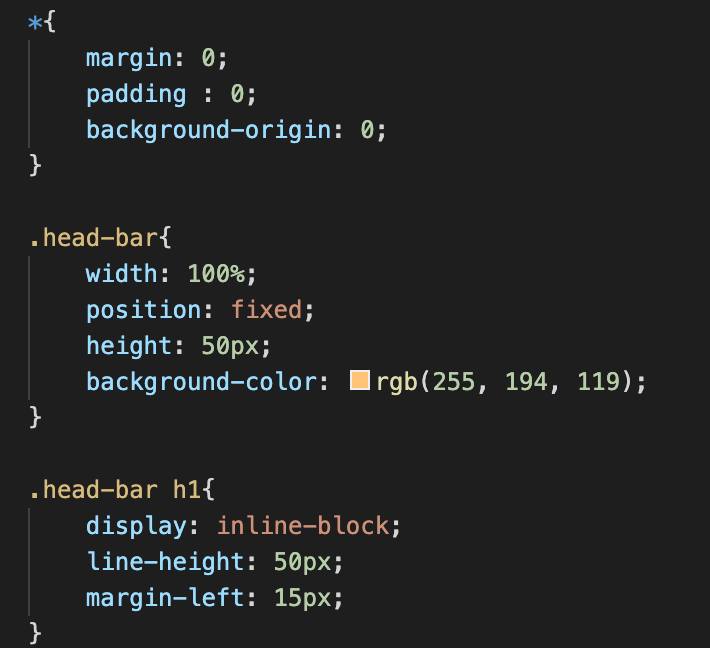 *{
    margin: 0;
    padding : 0;
    background-origin: 0;
}

.head-bar{
    width: 100%;
    position: fixed;
    height: 50px;
    background-color: rgb(255, 194, 119);
}

.head-bar h1{
    display: inline-block;
    line-height: 50px;
    margin-left: 15px;
}